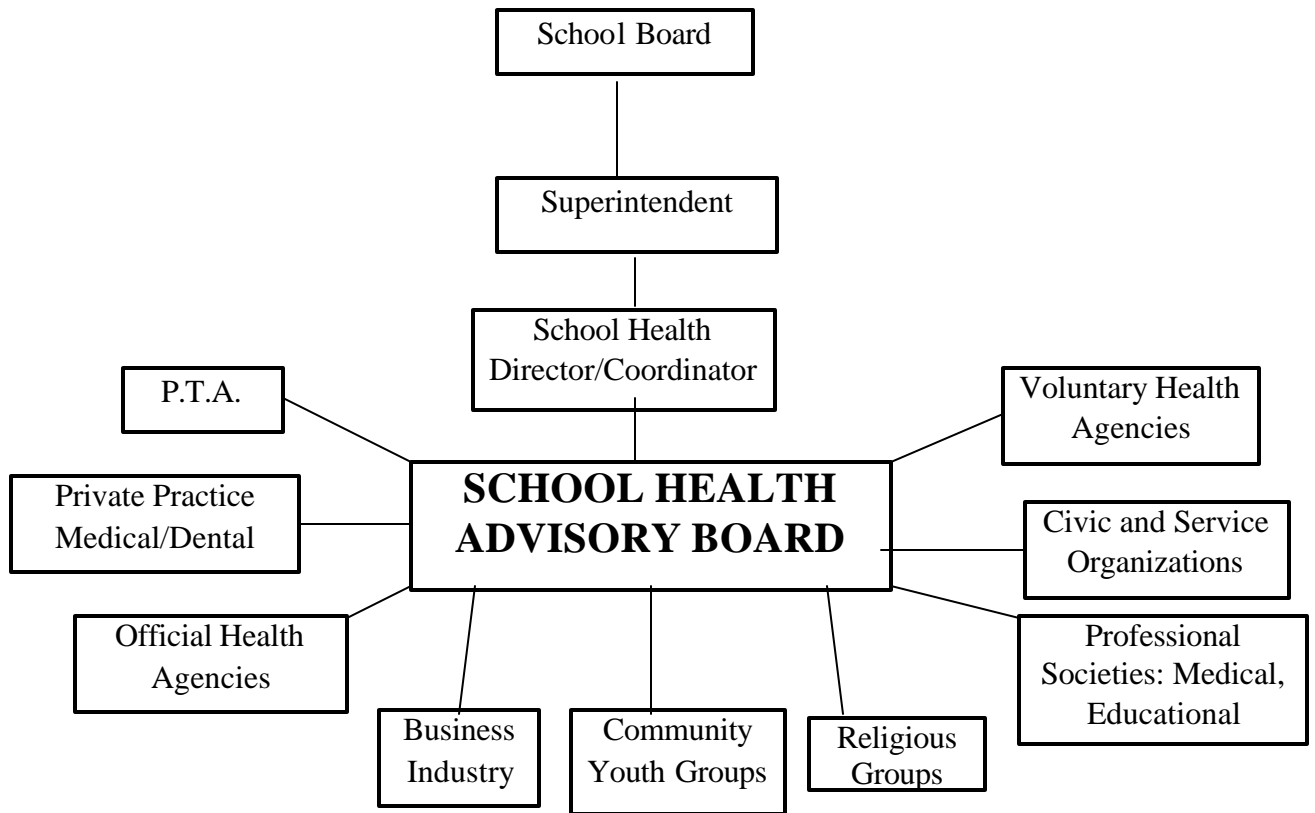 School Board
Superintendent
School Health
Director/Coordinator
P.T.A.
Voluntary Health
Agencies
Private Practice
Medical/Dental
SCHOOL HEALTH
ADVISORY BOARD
Civic and Service
Organizations
Official Health
Agencies
Professional
Societies: Medical,
Educational
Business
Industry
Community
Youth Groups
Religious
Groups